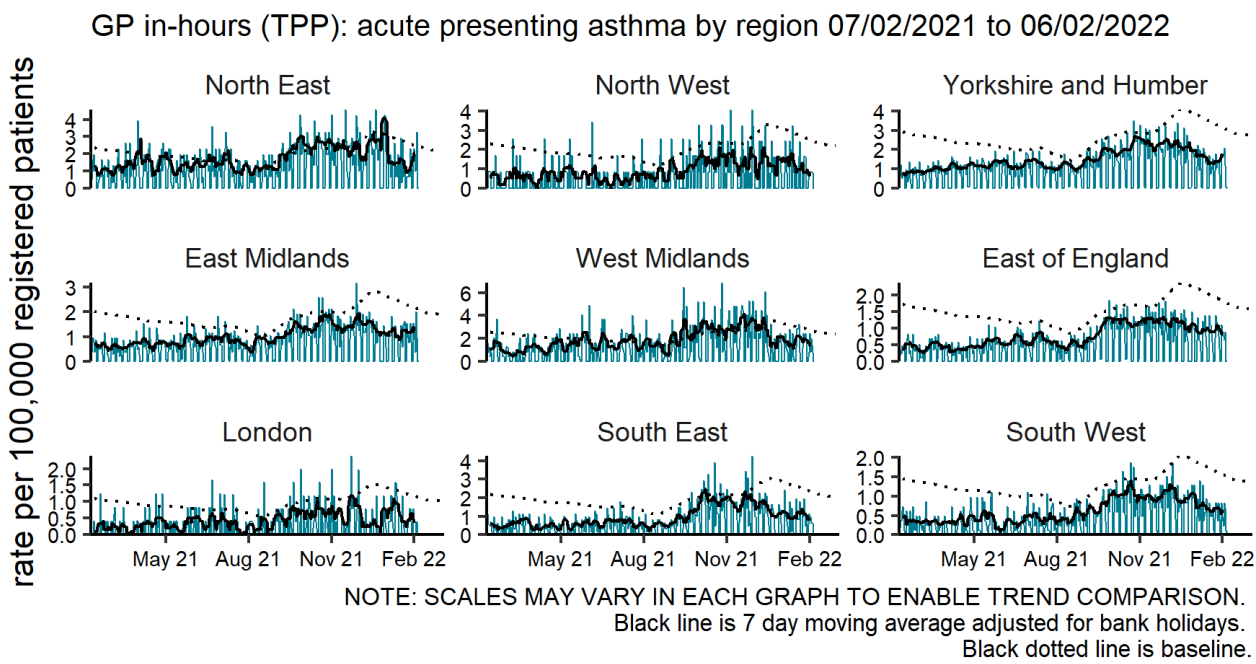 GP in-hours (TPP): acute presenting asthma by region 07/02/2021 to 06/02/2022
rate per 100,000 registered patients
North East
4
3
2
1
0
North West
4
3
2
1
0
Yorkshire and Humber
4
3
2
1
0
East Midlands
3
2
1
0
West Midlands
6
4
2
0
East of England
2.0
1.5
1.0
0.5
0.0
London
2.0
1.5
1.0
0.5
0.0
South East
4
3
2
1
0
South West
2.0
1.5
1.0
0.5
0.0
May 21 Aug 21 Nov 21 Feb 22
May 21 Aug 21 Nov 21 Feb 22
May 21 Aug 21 Nov 21 Feb 22
NOTE: SCALES MAY VARY IN EACH GRAPH TO ENABLE TREND COMPARISON.
Black line is 7 day moving average adjusted for bank holidays.
Black dotted line is baseline.